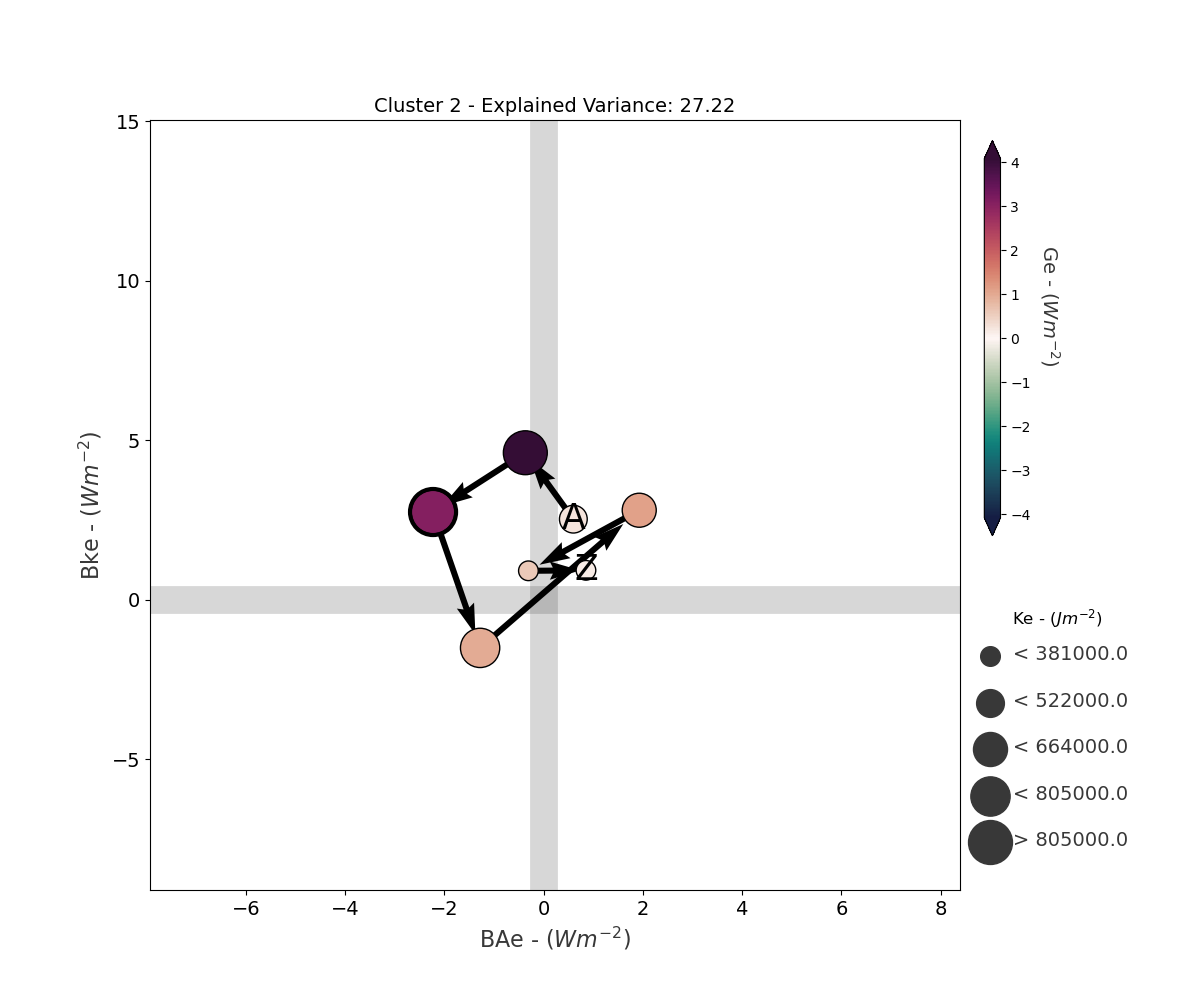 Cluster 2 - Explained Variance: 27.22
15
10
5
0
−5
Bke - (Wm⁻²)
A
Z
−6 −4 −2 0 2 4 6 8
BAe - (Wm⁻²)
4
3
2
1
0
−1
−2
−3
−4
Ge - (Wm⁻²)
Ke - (Jm⁻²)
< 381000.0
< 522000.0
< 664000.0
< 805000.0
> 805000.0